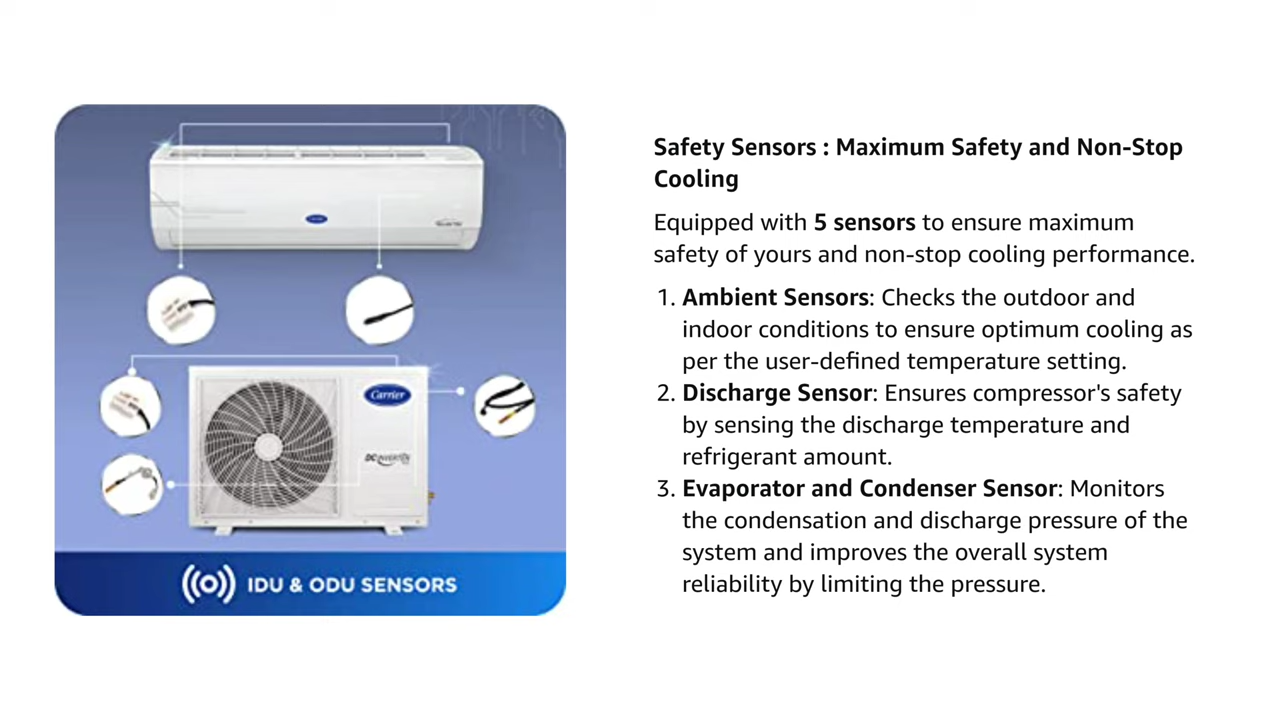 Carrier
Carrier
DC INVERTER
IDU & ODU SENSORS
Safety Sensors : Maximum Safety and Non-Stop
Cooling
Equipped with 5 sensors to ensure maximum
safety of yours and non-stop cooling performance.
1. Ambient Sensors: Checks the outdoor and
indoor conditions to ensure optimum cooling as
per the user-defined temperature setting.
2. Discharge Sensor: Ensures compressor's safety
by sensing the discharge temperature and
refrigerant amount.
3. Evaporator and Condenser Sensor: Monitors
the condensation and discharge pressure of the
system and improves the overall system
reliability by limiting the pressure.